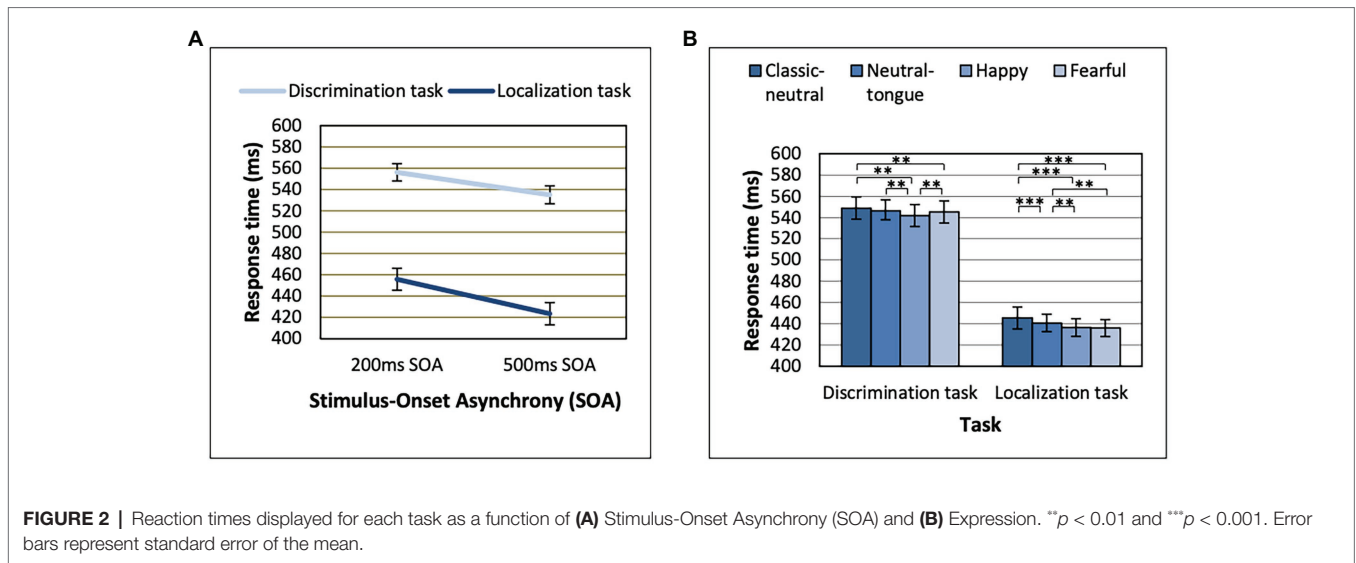 A
Discrimination task Localization task
600
580
560
540
520
500
480
460
440
420
400
Response time (ms)
200ms SOA 500ms SOA
Stimulus-Onset Asynchrony (SOA)
B
Classic-neutral Neutral-tongue Happy Fearful
600
580
560
540
520
500
480
460
440
420
400
Response time (ms)
** ***
** *** **
** ** *** **
Discrimination task Localization task
Task
FIGURE 2 | Reaction times displayed for each task as a function of (A) Stimulus-Onset Asynchrony (SOA) and (B) Expression. **p < 0.01 and ***p < 0.001. Error
bars represent standard error of the mean.